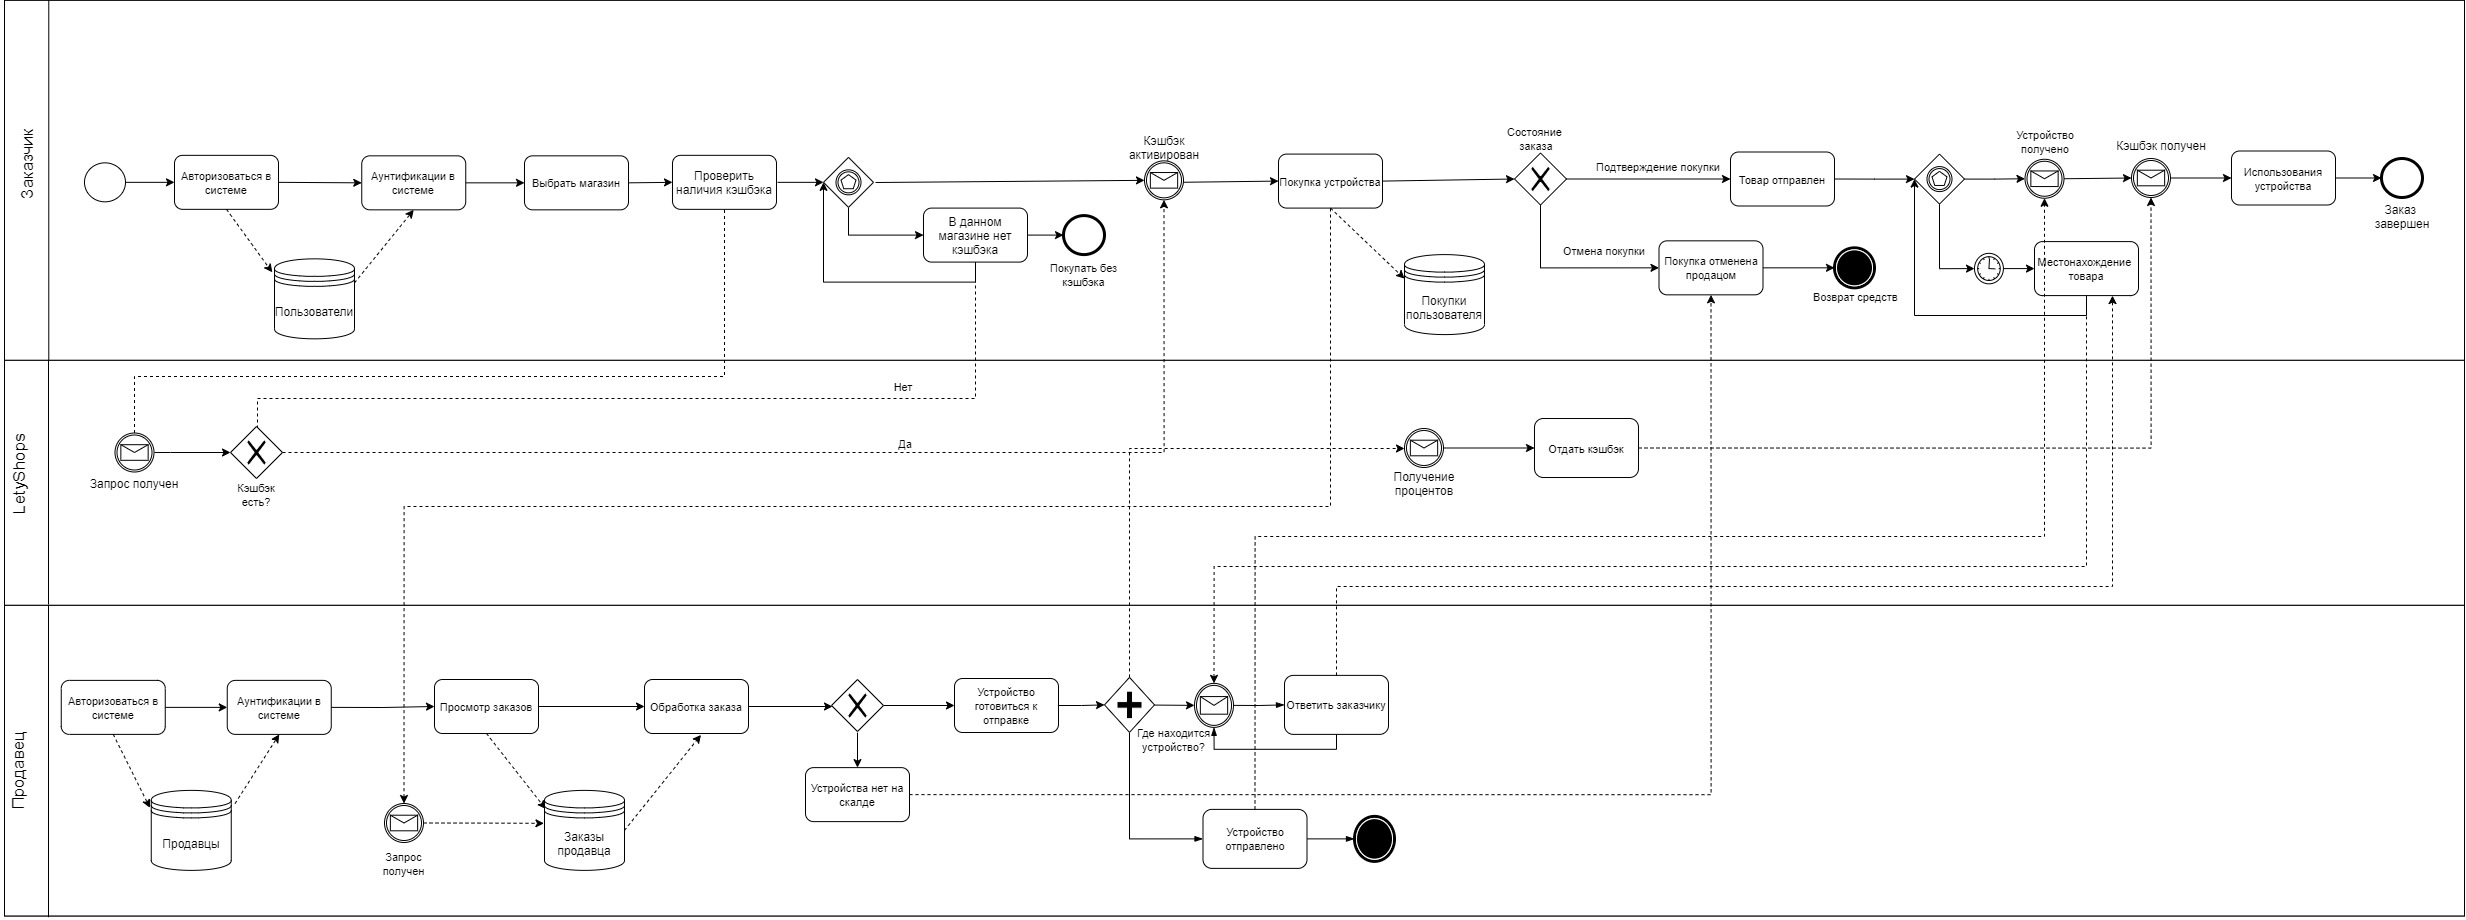 Заказчик
Авторизоваться в
системе
Аунтификации в
системе
Выбрать магазин
Проверить
наличия кэшбэка
Пользователи
В данном
магазине нет
кэшбэка
Покупать без
кэшбэка
Кэшбэк
активирован
Покупка устройства
Покупки
пользователя
Состояние
заказа
Подтверждение покупки
Отмена покупки
Товар отправлен
Покупка отменена
продацом
Возврат средств
Устройство
получено
Местонахождение
товара
Кэшбэк получен
Использования
устройства
Заказ
завершен
LetyShops
Запрос получен
Кэшбэк
есть?
Нет
Да
Получение
процентов
Отдать кэшбэк
Продавец
Авторизоваться в
системе
Аунтификации в
системе
Продавцы
Запрос
получен
Просмотр заказов
Заказы
продавца
Обработка заказа
Устройства нет на
скалде
Устройство
готовиться к
отправке
Где находится
устройство?
Ответить заказчику
Устройство
отправлено